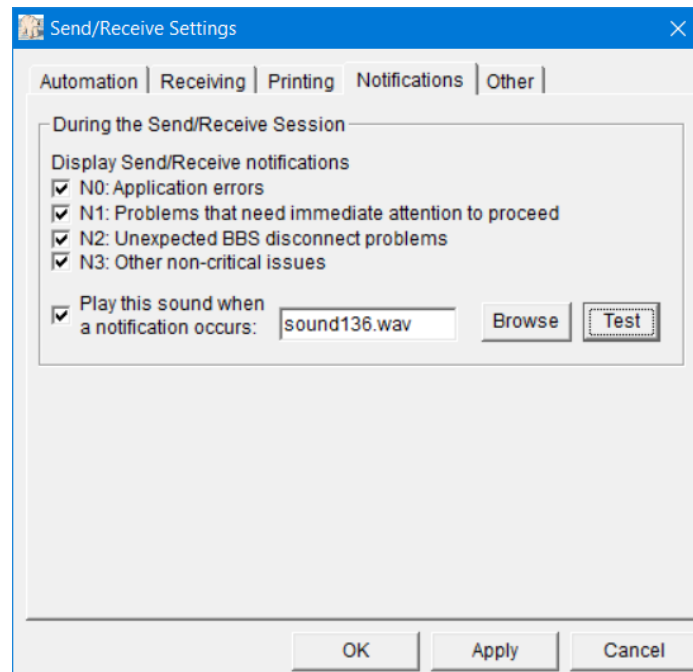 Send/Receive Settings
Automation Receiving Printing Notifications Other
During the Send/Receive Session
Display Send/Receive notifications
N0: Application errors
N1: Problems that need immediate attention to proceed
N2: Unexpected BBS disconnect problems
N3: Other non-critical issues
Play this sound when
a notification occurs: sound136.wav Browse Test
OK Apply Cancel